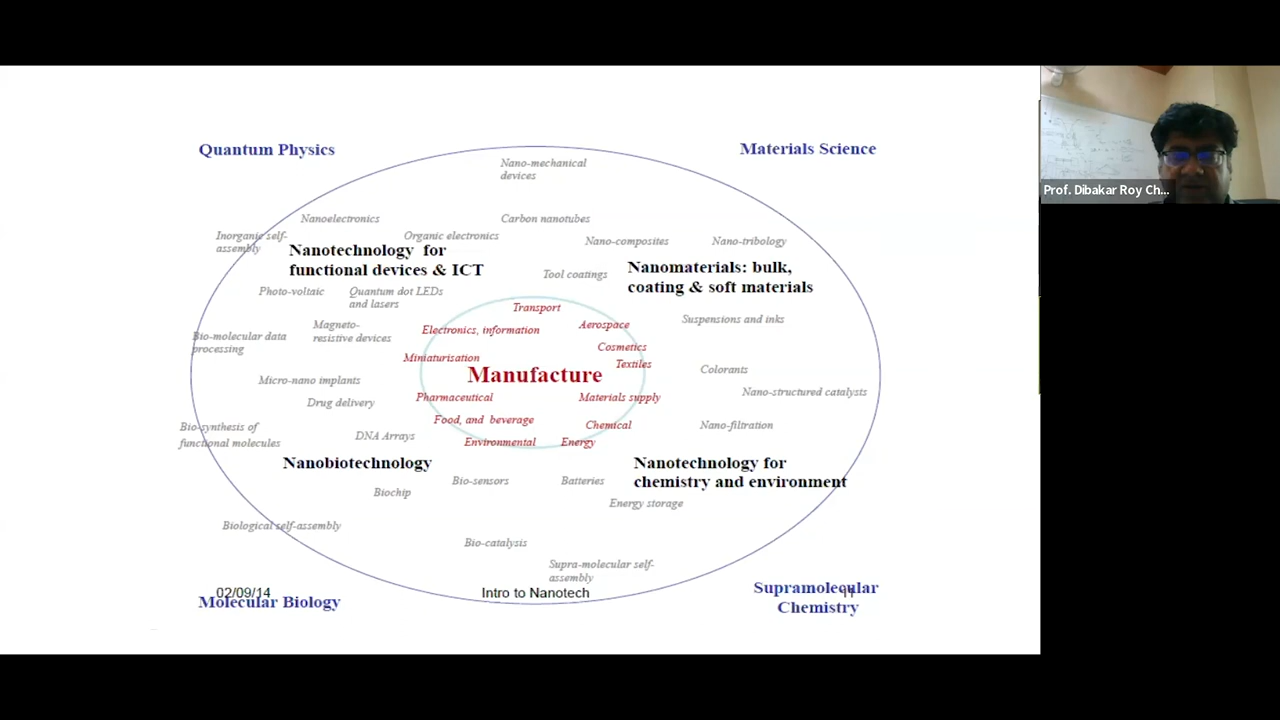 Quantum Physics
Materials Science
Nano-mechanical
devices
Nanoelectronics
Carbon nanotubes
Inorganic self-
assembly
Organic electronics
Nano-composites
Nano-tribology
Nanotechnology for
functional devices & ICT
Tool coatings
Nanomaterials: bulk,
coating & soft materials
Photo-voltaic
Quantum dot LEDs
and lasers
Transport
Suspensions and inks
Magneto-
resistive devices
Electronics, information
Aerospace
Bio-molecular data
processing
Cosmetics
Miniaturisation
Textiles
Manufacture
Colorants
Micro-nano implants
Nano-structured catalysts
Drug delivery
Pharmaceutical
Materials supply
Food, and beverage
Chemical
Nano-filtration
Bio-synthesis of
functional molecules
DNA Arrays
Environmental
Energy
Nanobiotechnology
Nanotechnology for
chemistry and environment
Bio-sensors
Batteries
Biochip
Energy storage
Biological self-assembly
Bio-catalysis
Supra-molecular self-
assembly
02/09/14
Intro to Nanotech
Molecular Biology
Supramolecular
Chemistry
Prof. Dibakar Roy Ch...